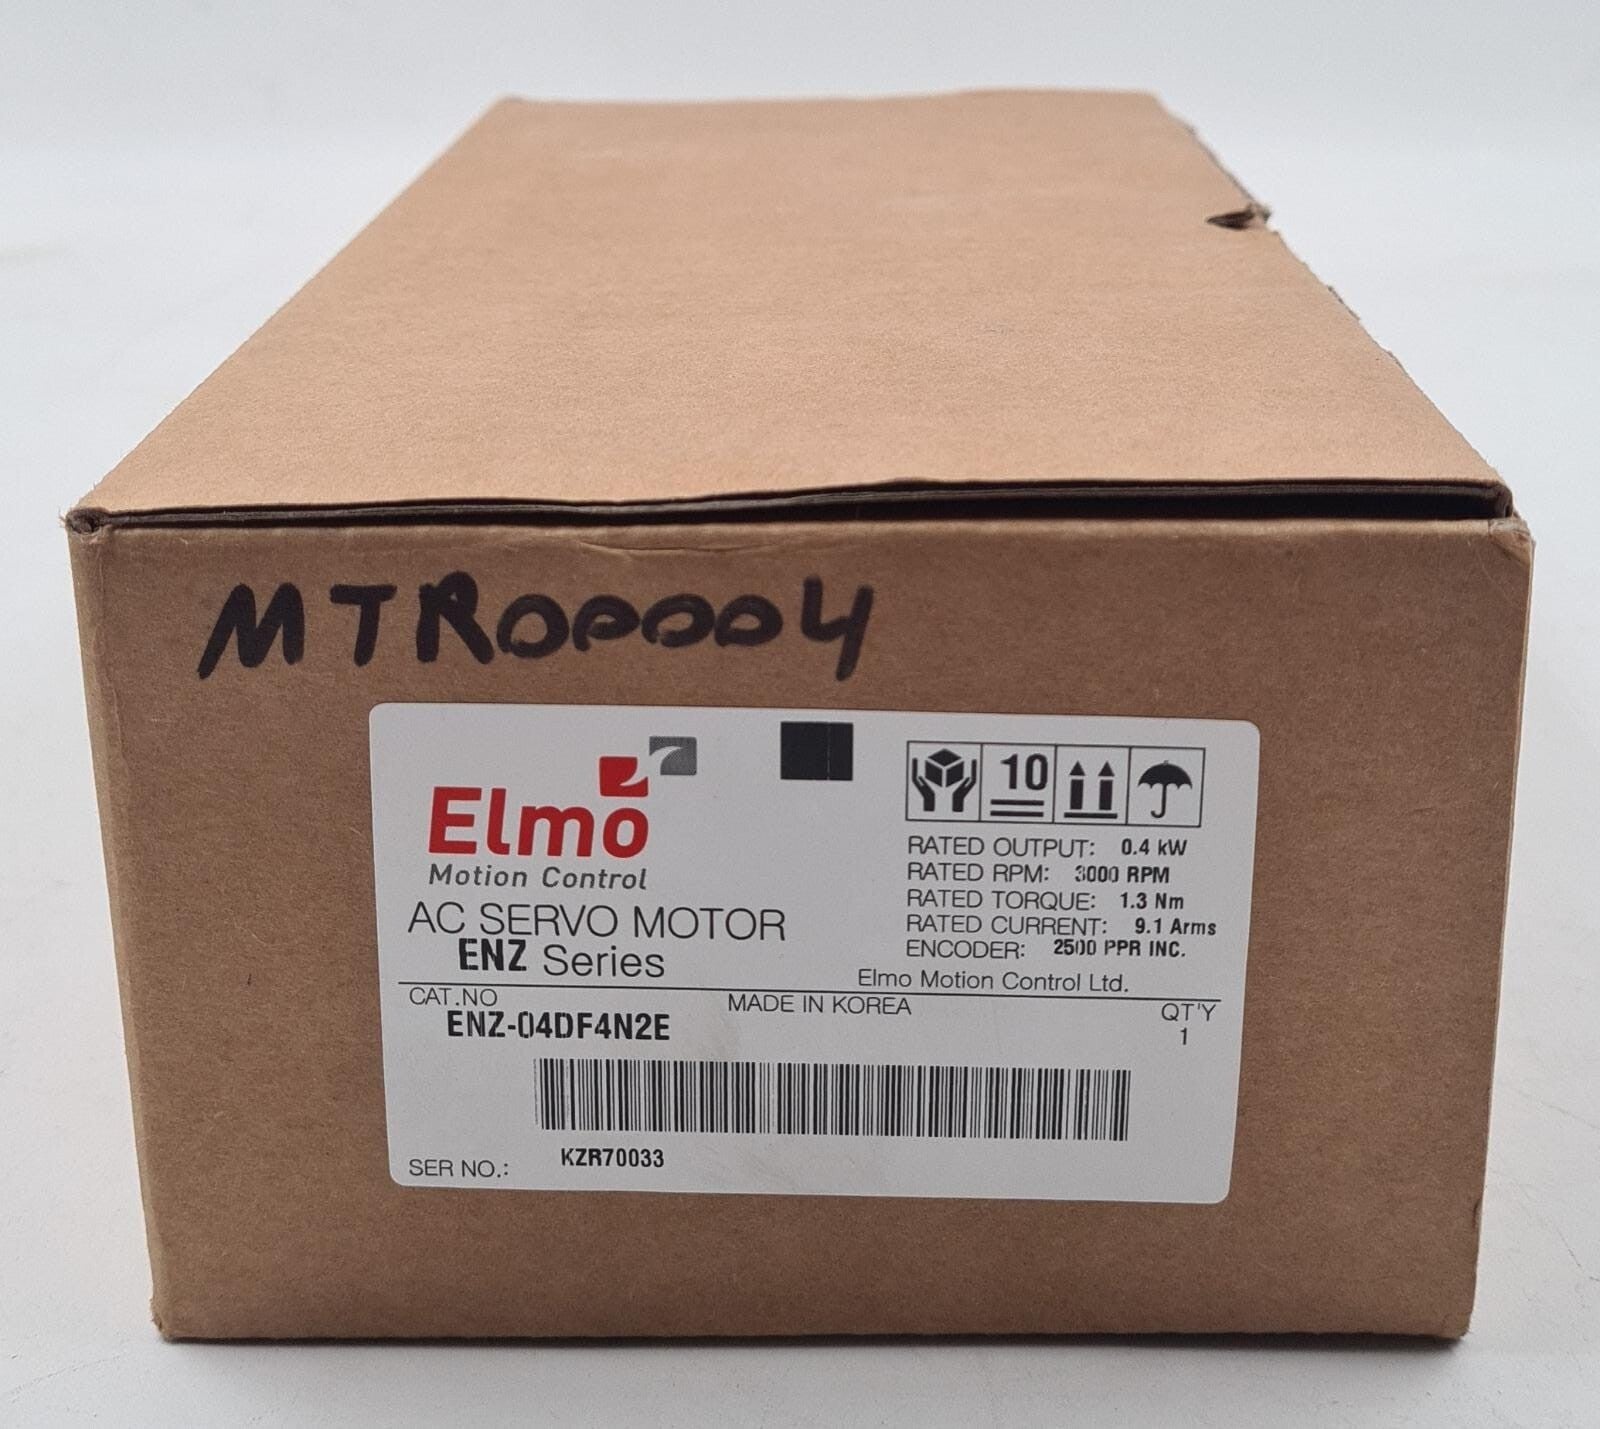 MTR00004
Elmo
Motion Control
AC SERVO MOTOR
ENZ Series
10
RATED OUTPUT: 0.4 kW
RATED RPM: 3000 RPM
RATED TORQUE: 1.3 Nm
RATED CURRENT: 9.1 Arms
ENCODER: 2500 PPR INC.
Elmo Motion Control Ltd.
CAT.NO
MADE IN KOREA
QT'Y
ENZ-04DF4N2E
1
SER NO.: KZR70033